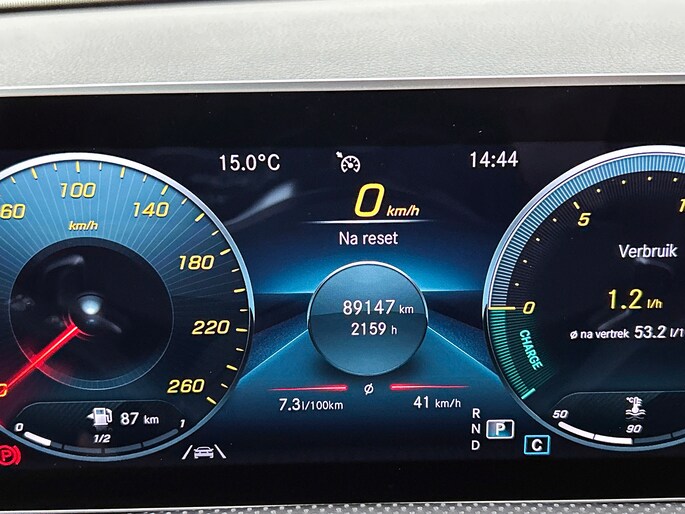 15.0°C
14:44
0 km/h
Na reset
89147 km
2159 h
ø
7.3 l/100km
41 km/h
60
100
140
180
220
260
km/h
87 km
0
1/2
1
P
R
N
D
P
C
5
0
CHARGE
Verbruik
1.2 l/h
ø na vertrek 53.2
°C
50
90